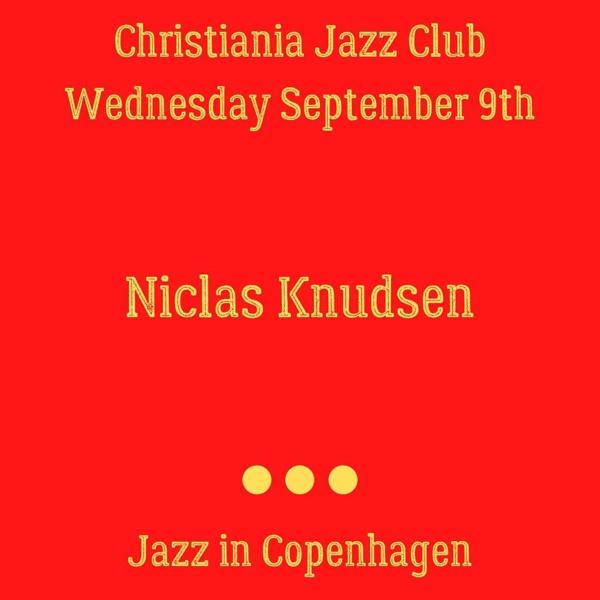 Christiania Jazz Club
Wednesday September 9th
Niclas Knudsen
Jazz in Copenhagen